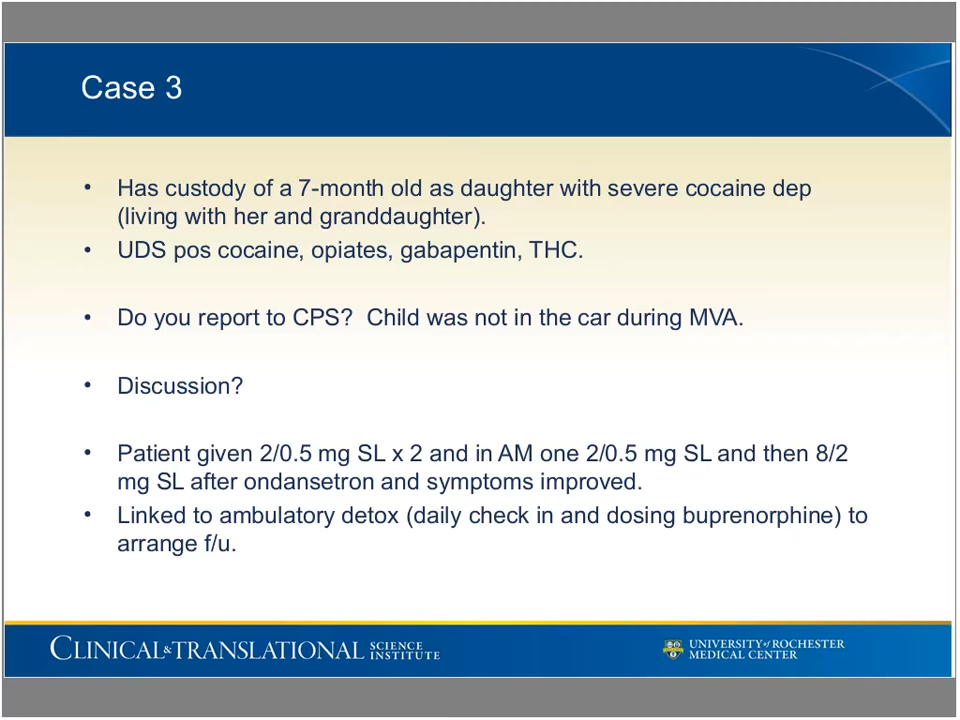 Case 3
• Has custody of a 7-month old as daughter with severe cocaine dep
(living with her and granddaughter).
• UDS pos cocaine, opiates, gabapentin, THC.
• Do you report to CPS?  Child was not in the car during MVA.
• Discussion?
• Patient given 2/0.5 mg SL x 2 and in AM one 2/0.5 mg SL and then 8/2
mg SL after ondansetron and symptoms improved.
• Linked to ambulatory detox (daily check in and dosing buprenorphine) to
arrange f/u.
CLINICAL & TRANSLATIONAL SCIENCE
INSTITUTE
UNIVERSITY of ROCHESTER
MEDICAL CENTER